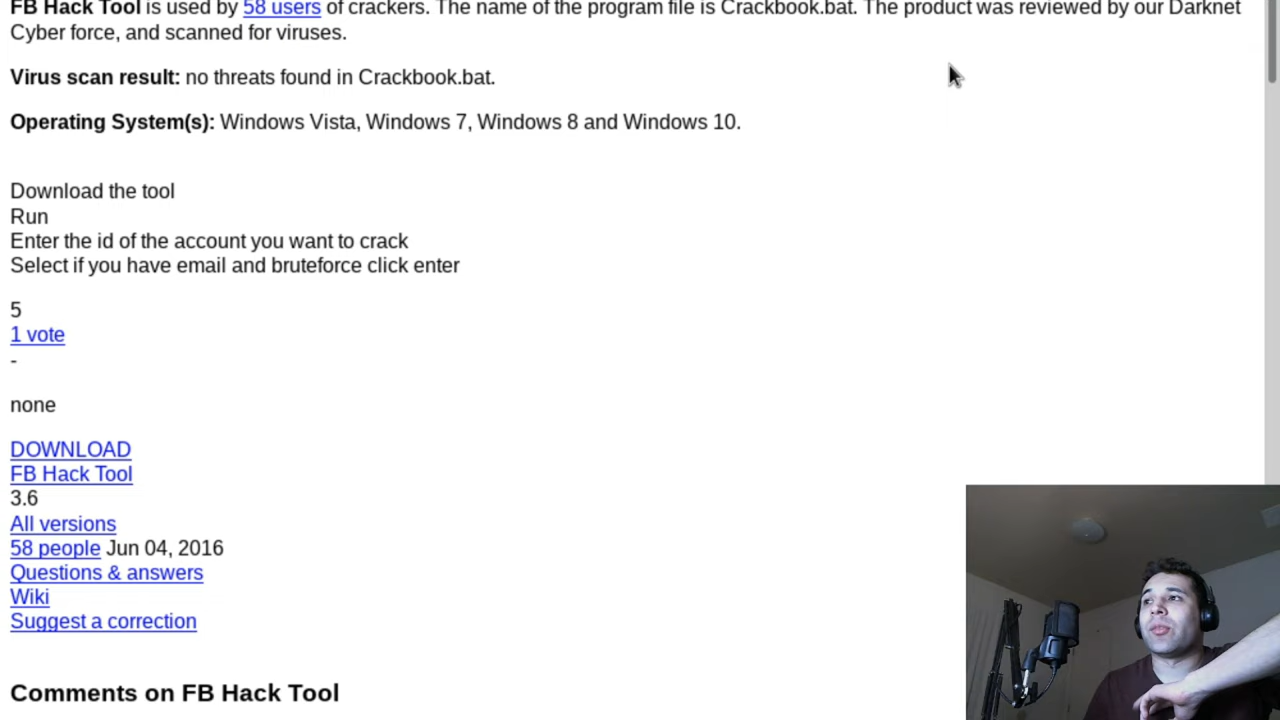 FB Hack Tool is used by 58 users of crackers. The name of the program file is Crackbook.bat. The product was reviewed by our Darknet
Cyber force, and scanned for viruses.
Virus scan result: no threats found in Crackbook.bat.
Operating System(s): Windows Vista, Windows 7, Windows 8 and Windows 10.
Download the tool
Run
Enter the id of the account you want to crack
Select if you have email and bruteforce click enter
5
1 vote
-
none
DOWNLOAD
FB Hack Tool
3.6
All versions
58 people Jun 04, 2016
Questions & answers
Wiki
Suggest a correction
Comments on FB Hack Tool